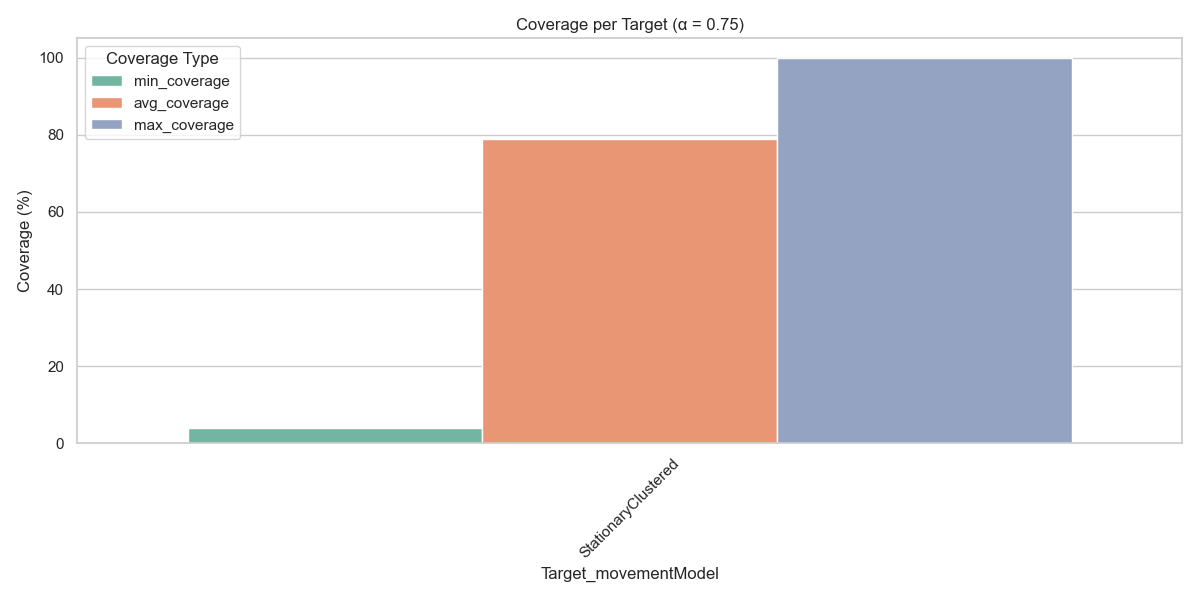 Coverage per Target (α = 0.75)
Coverage Type
min_coverage
avg_coverage
max_coverage
Coverage (%)
100
80
60
40
20
0
StationaryClustered
Target_movementModel